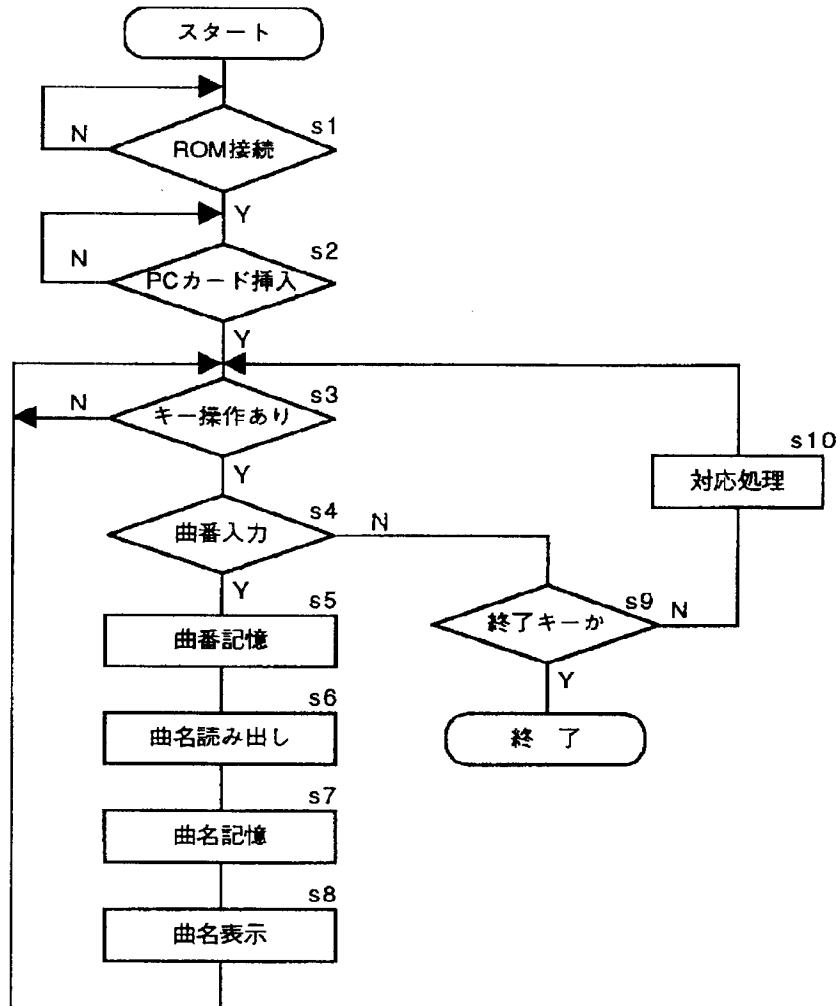 スタート
s1
N
ROM接続
Y
s2
N
PCカード挿入
Y
s3
N
キー操作あり
Y
s10
対応処理
s4
曲番入力
N
Y
s5
曲番記憶
s9
終了キーか
N
Y
s6
曲名読み出し
終 了
s7
曲名記憶
s8
曲名表示